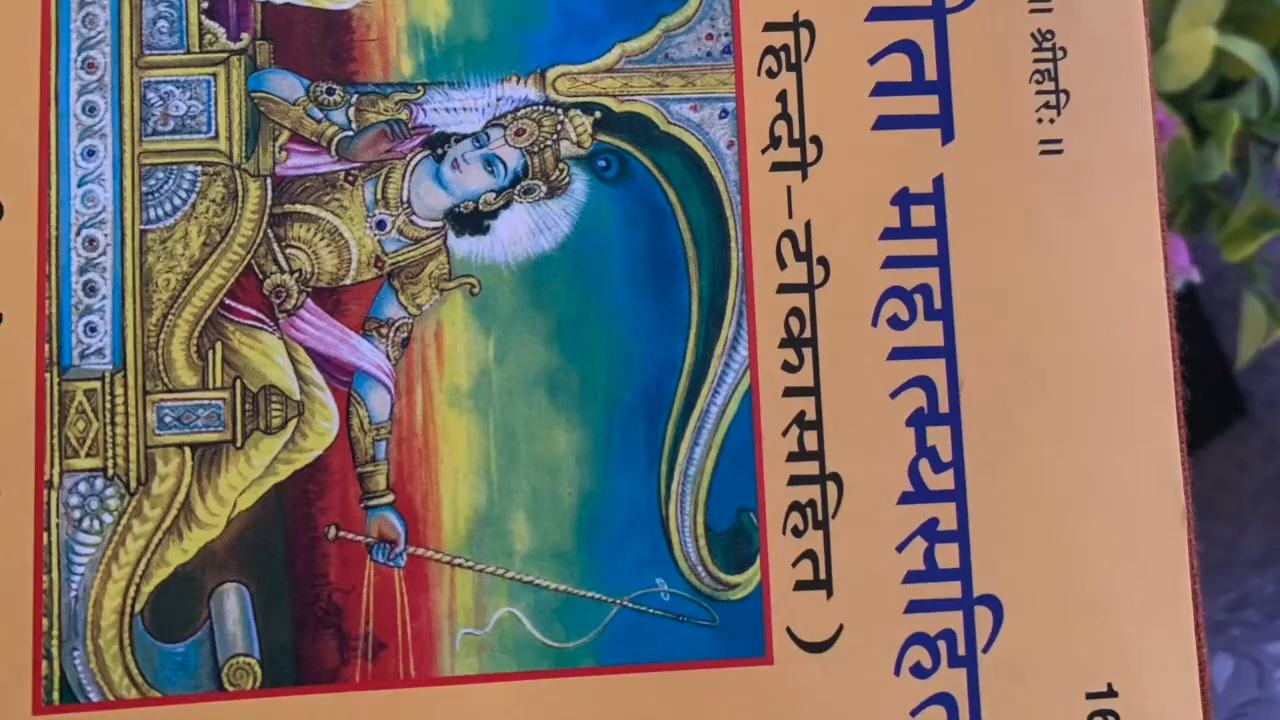 ॥ श्रीहरिः ॥
माहात्म्यसहित
हिन्दी-टीकासहित )